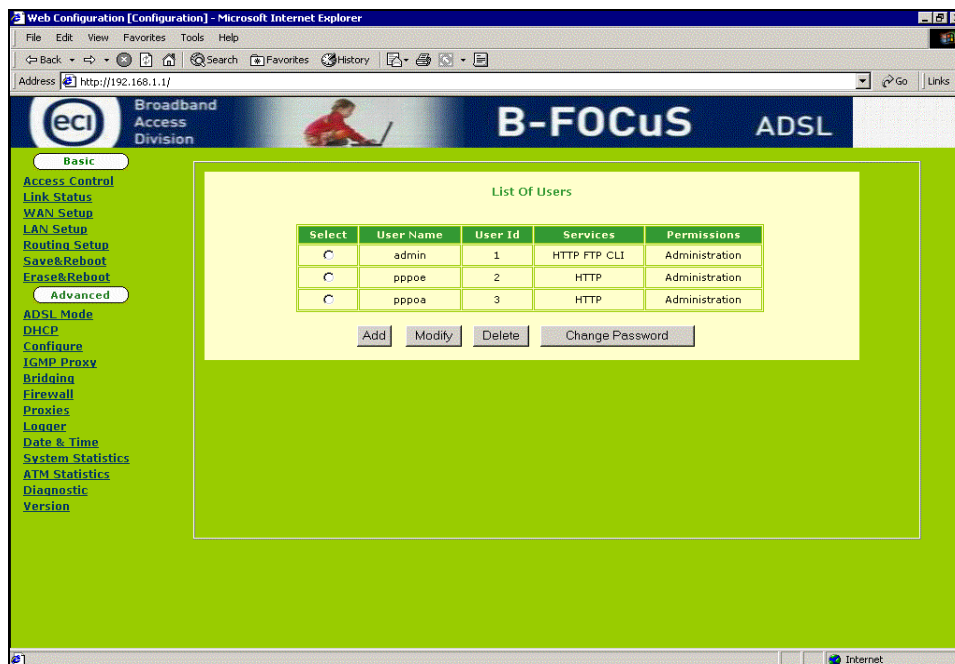 Web Configuration [Configuration] - Microsoft Internet Explorer
File Edit View Favorites Tools Help
Back Search Favorites History
Address http://192.168.1.1/ Go Links
eci Broadband Access Division B-FOCuS ADSL
Basic
Access Control
Link Status
WAN Setup
LAN Setup
Routing Setup
Save&Reboot
Erase&Reboot
Advanced
ADSL Mode
DHCP
Configure
IGMP Proxy
Bridging
Firewall
Proxies
Logger
Date & Time
System Statistics
ATM Statistics
Diagnostic
Version
List Of Users
Select User Name User Id Services Permissions
admin 1 HTTP FTP CLI Administration
pppoe 2 HTTP Administration
pppoa 3 HTTP Administration
Add Modify Delete Change Password
Internet